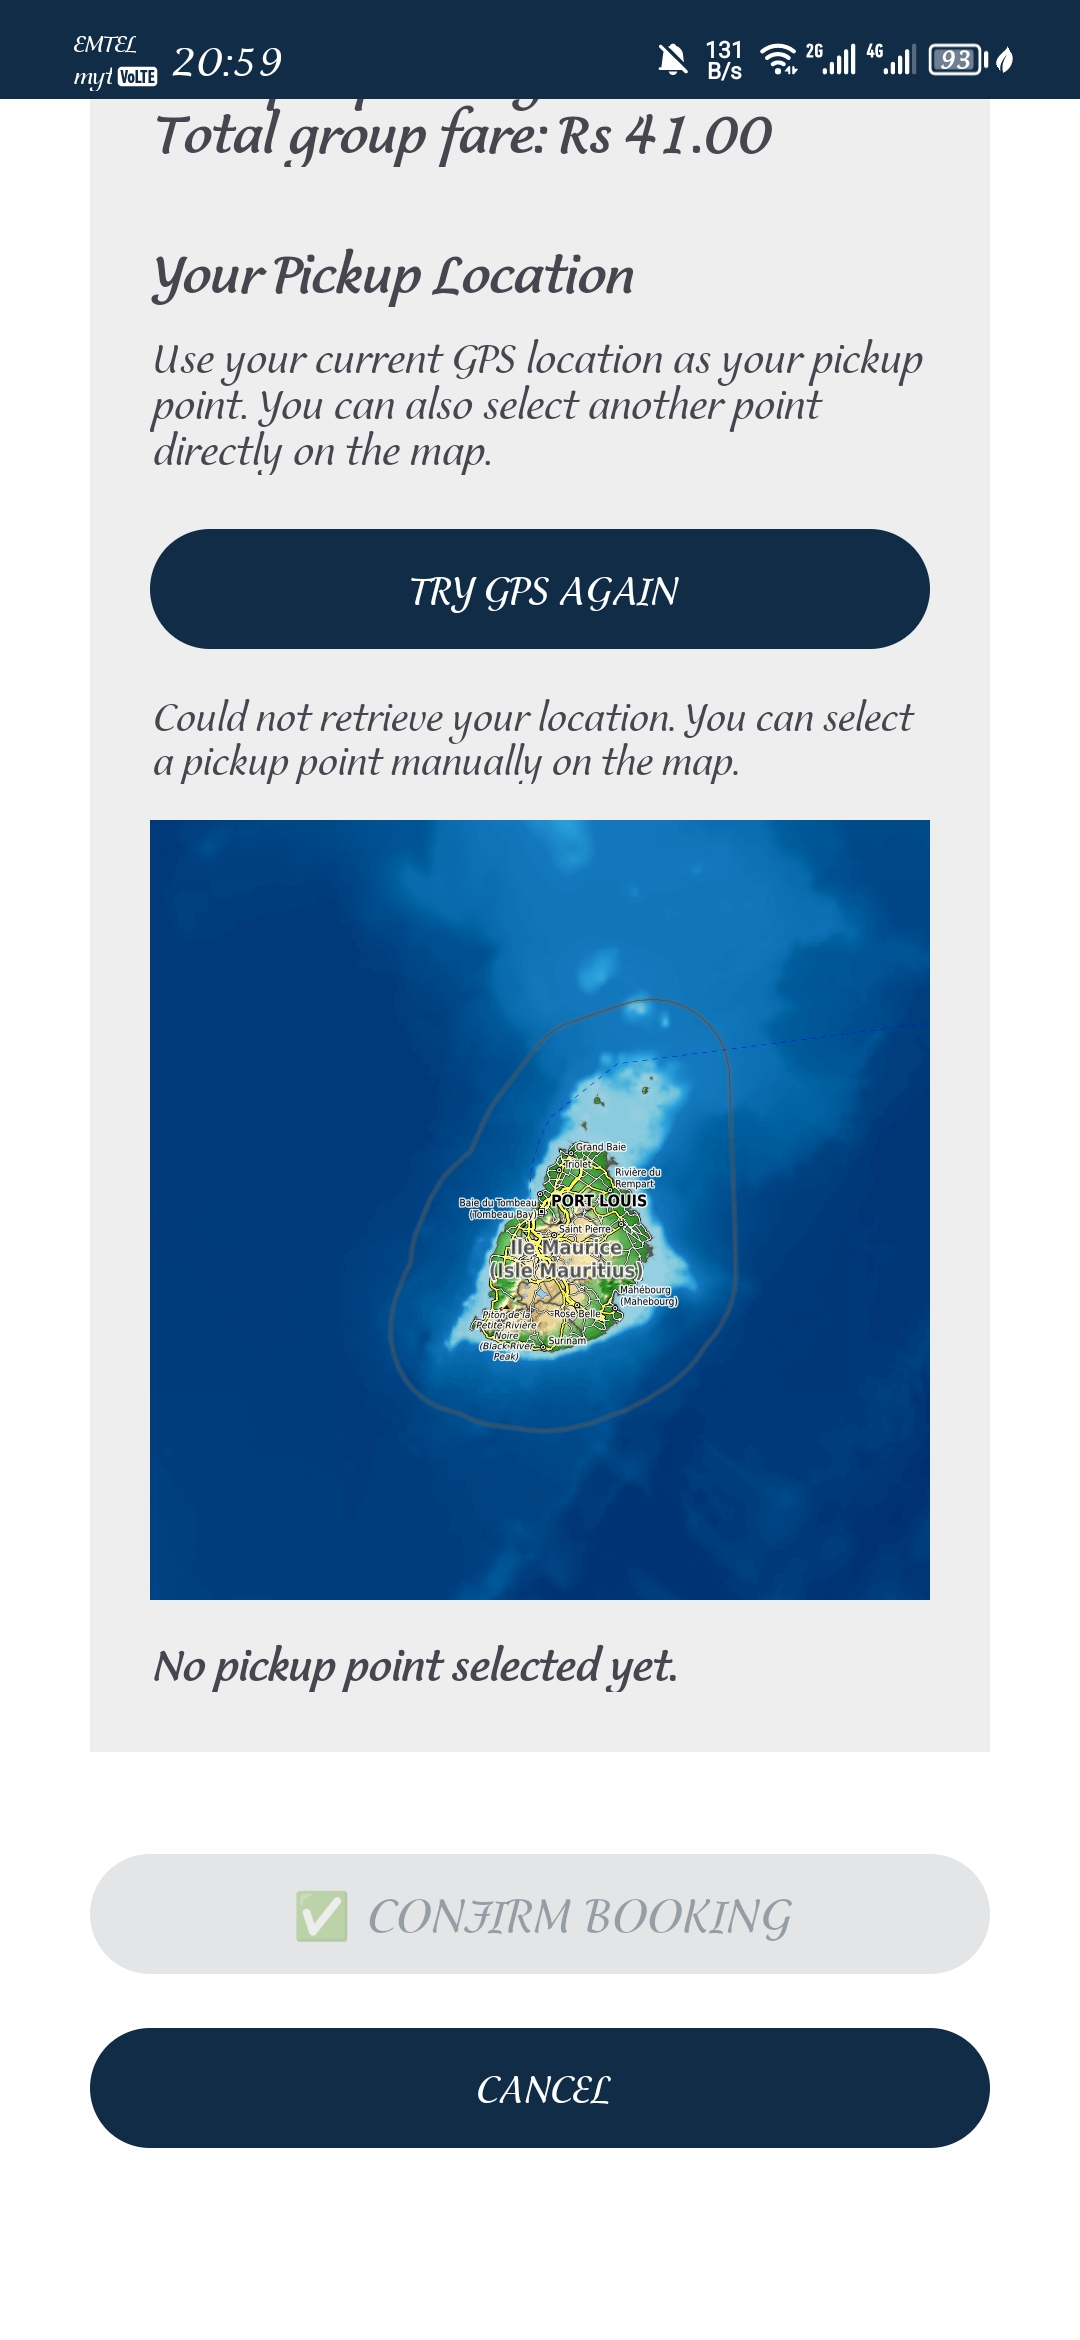 EMTEL
myt VoLTE 20:59
131 B/s
2G
4G
93
Total group fare: Rs 41.00
Your Pickup Location
Use your current GPS location as your pickup
point. You can also select another point
directly on the map.
TRY GPS AGAIN
Could not retrieve your location. You can select
a pickup point manually on the map.
Grand Baie
Triolet
Rivière du
Rempart
Baie du Tombeau
(Tombeau Bay)
PORT LOUIS
Saint Pierre
Ile Maurice
(Isle Mauritius)
Mahébourg
(Mahebourg)
Piton de la
Petite Rivière
Noire
(Black River
Peak)
Rose Belle
Surinam
No pickup point selected yet.
✅ CONFIRM BOOKING
CANCEL